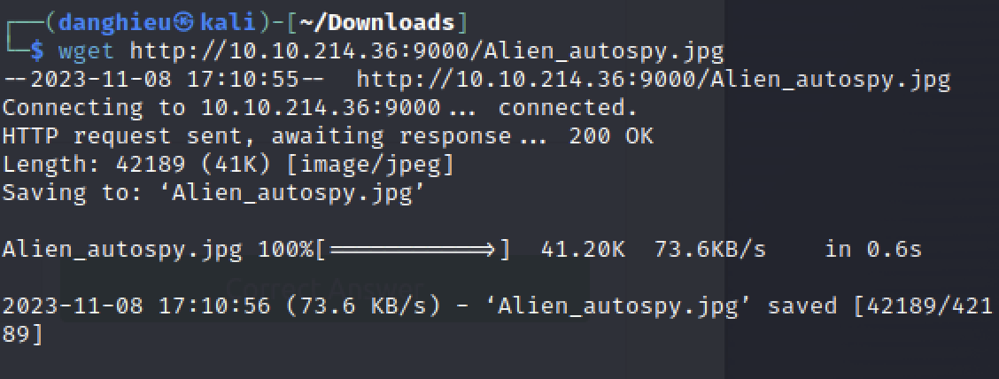 ┌──(danghieu㉿kali)-[~/Downloads]
└─$ wget http://10.10.214.36:9000/Alien_autospy.jpg
--2023-11-08 17:10:55--  http://10.10.214.36:9000/Alien_autospy.jpg
Connecting to 10.10.214.36:9000... connected.
HTTP request sent, awaiting response... 200 OK
Length: 42189 (41K) [image/jpeg]
Saving to: ‘Alien_autospy.jpg’
Alien_autospy.jpg 100%[===========>]  41.20K  73.6KB/s    in 0.6s
Correct Answer
2023-11-08 17:10:56 (73.6 KB/s) - ‘Alien_autospy.jpg’ saved [42189/421
89]